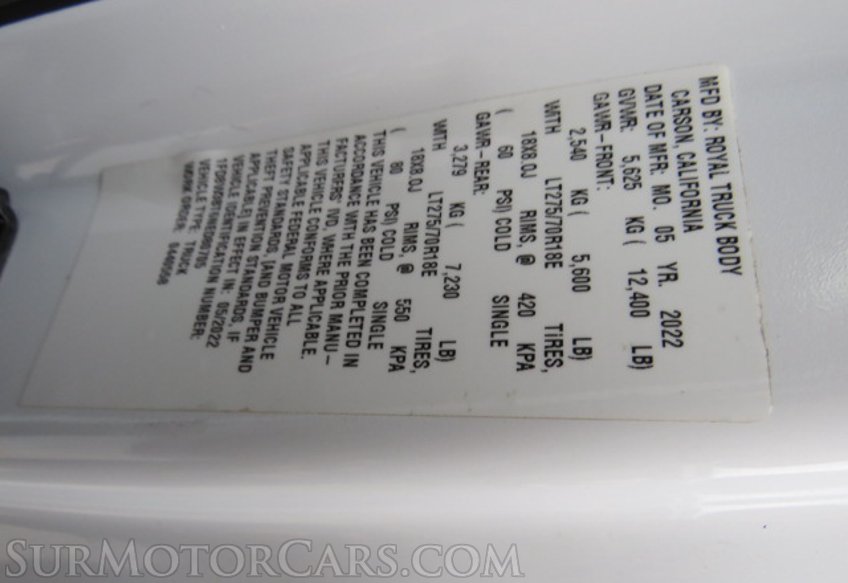 MFD BY: ROYAL TRUCK BODY
CARSON, CALIFORNIA
DATE OF MFR: MO. 05 YR. 2022
GVWR: 5,625 KG ( 12,400 LB)
GAWR-FRONT:
2,540 KG ( 5,600 LB)
WITH LT275/70R18E TIRES,
18X8.0J RIMS, @ 420 KPA
( 60 PSI) COLD SINGLE
GAWR-REAR:
3,279 KG ( 7,230 LB)
WITH LT275/70R18E TIRES,
18X8.0J RIMS, @ 550 KPA
( 80 PSI) COLD SINGLE
THIS VEHICLE HAS BEEN COMPLETED IN
ACCORDANCE WITH THE PRIOR MANU-
FACTURFRS' IVD, WHERE APPLICABLE.
THIS VEHICLE CONFORMS TO ALL
APPLICABLE FEDERAL MOTOR VEHICLE
SAFETY STANDARDS, [AND BUMPER AND
THEFT PREVENTION STANDARDS, IF
APPLICABLE] IN EFFECT IN: 05/2022
VEHICLE IDENTIFICATION NUMBER:
VEHICLE TYPE: TRUCK
WORK ORDER:
SURMOTORCARS.COM